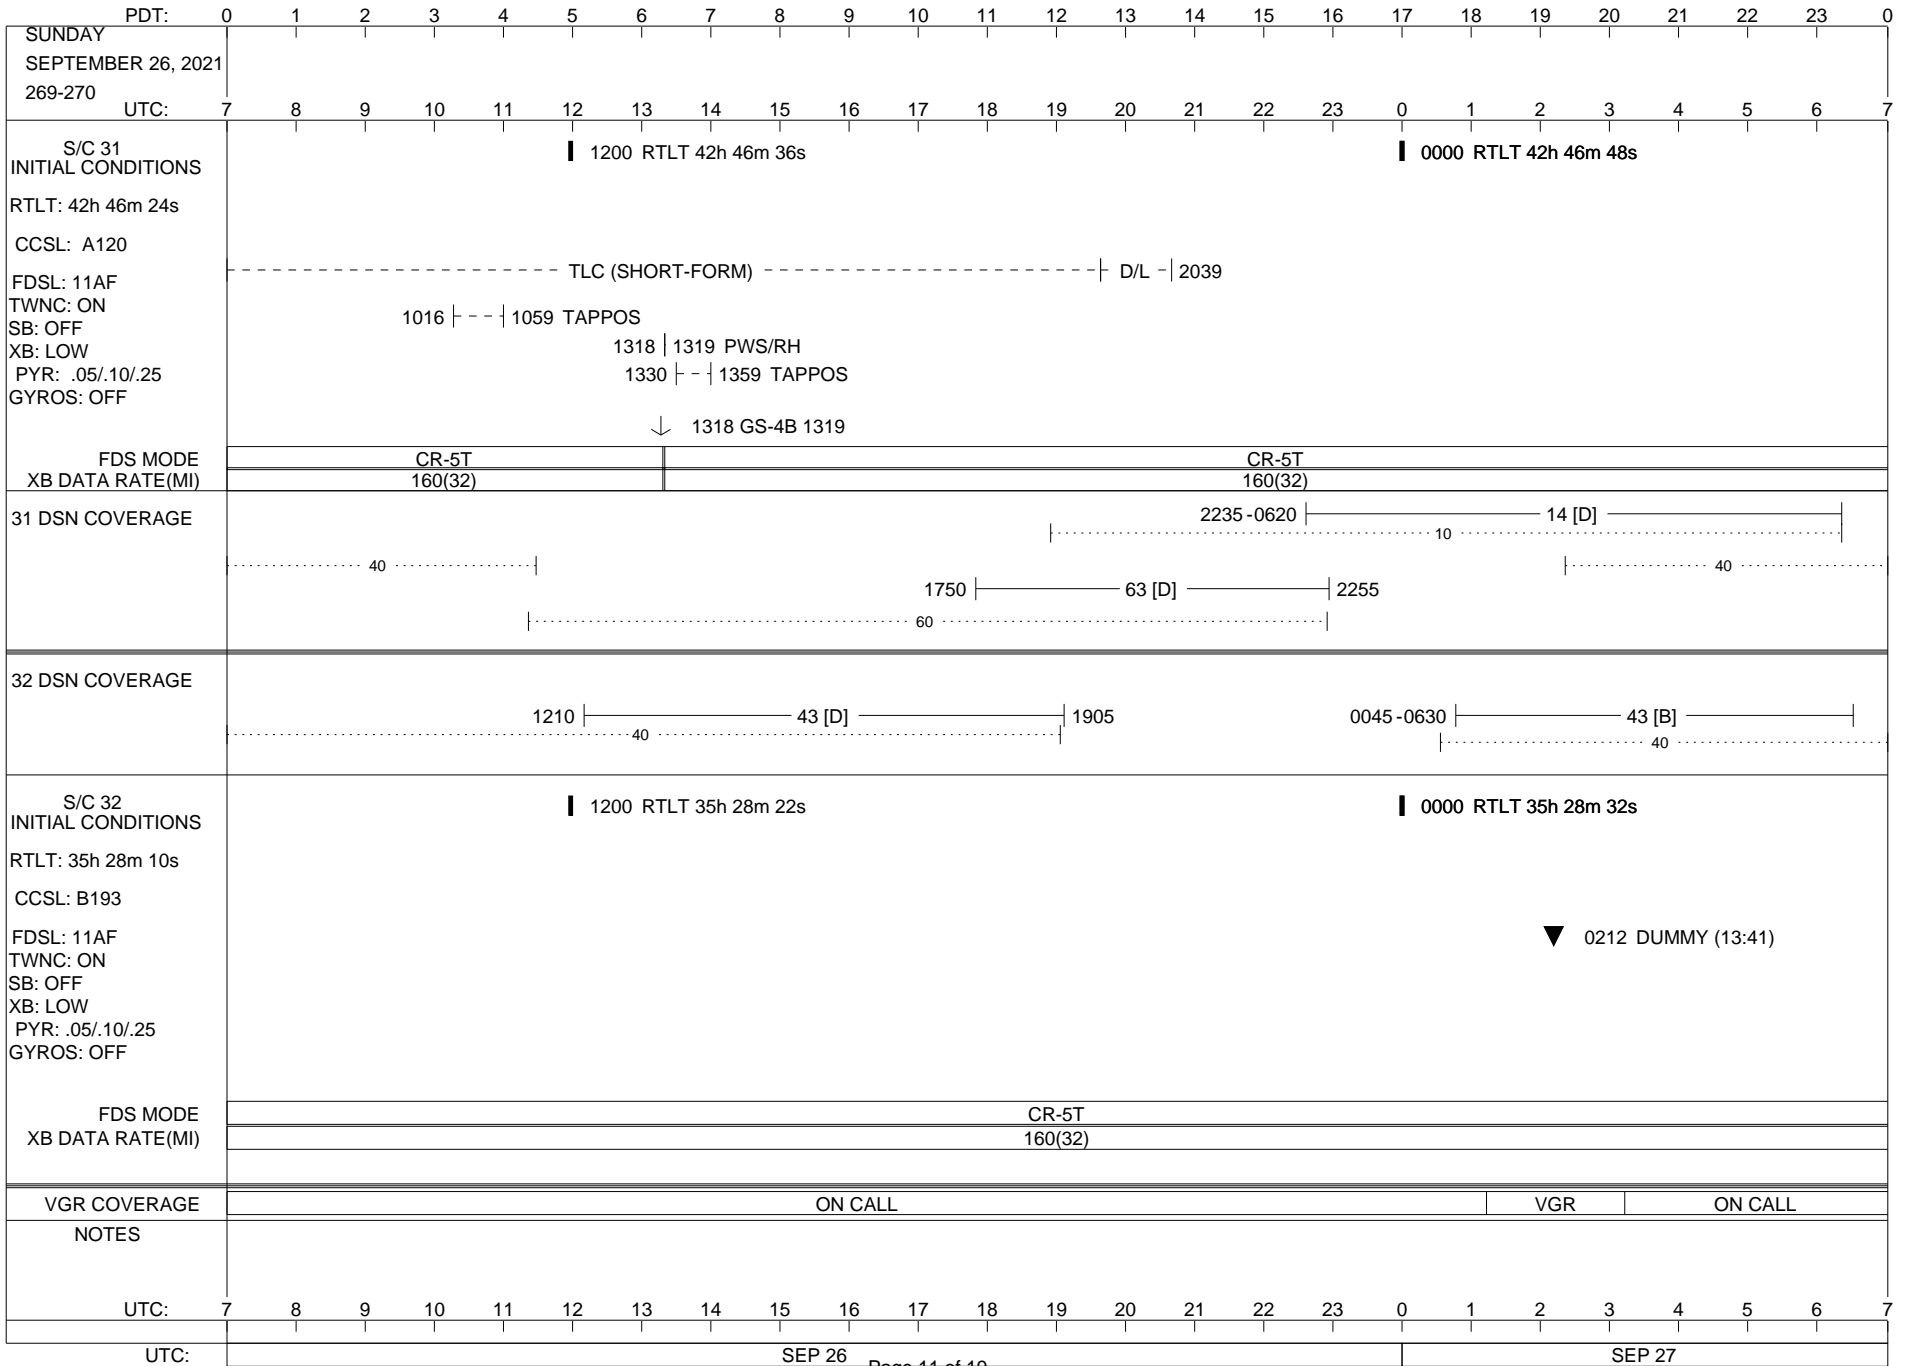 PDT: 0 1 2 3 4 5 6 7 8 9 10 11 12 13 14 15 16 17 18 19 20 21 22 23 0
SUNDAY
SEPTEMBER 26, 2021
269-270
UTC: 7 8 9 10 11 12 13 14 15 16 17 18 19 20 21 22 23 0 1 2 3 4 5 6 7
S/C 31
INITIAL CONDITIONS
1200 RTLT 42h 46m 36s
0000 RTLT 42h 46m 48s
RTLT: 42h 46m 24s
CCSL: A120
FDSL: 11AF
TWNC: ON
SB: OFF
XB: LOW
PYR: .05/.10/.25
GYROS: OFF
TLC (SHORT-FORM) D/L 2039
1016 1059 TAPPOS
1318 1319 PWS/RH
1330 1359 TAPPOS
1318 GS-4B 1319
FDS MODE CR-5T CR-5T
XB DATA RATE(MI) 160(32) 160(32)
31 DSN COVERAGE
2235-0620 14 [D]
10
40 40
1750 63 [D] 2255
60
32 DSN COVERAGE
1210 43 [D] 1905 0045-0630 43 [B]
40 40
S/C 32
INITIAL CONDITIONS
1200 RTLT 35h 28m 22s
0000 RTLT 35h 28m 32s
RTLT: 35h 28m 10s
CCSL: B193
FDSL: 11AF
TWNC: ON
SB: OFF
XB: LOW
PYR: .05/.10/.25
GYROS: OFF
0212 DUMMY (13:41)
FDS MODE CR-5T
XB DATA RATE(MI) 160(32)
VGR COVERAGE ON CALL VGR ON CALL
NOTES
UTC: 7 8 9 10 11 12 13 14 15 16 17 18 19 20 21 22 23 0 1 2 3 4 5 6 7
UTC: SEP 26 SEP 27